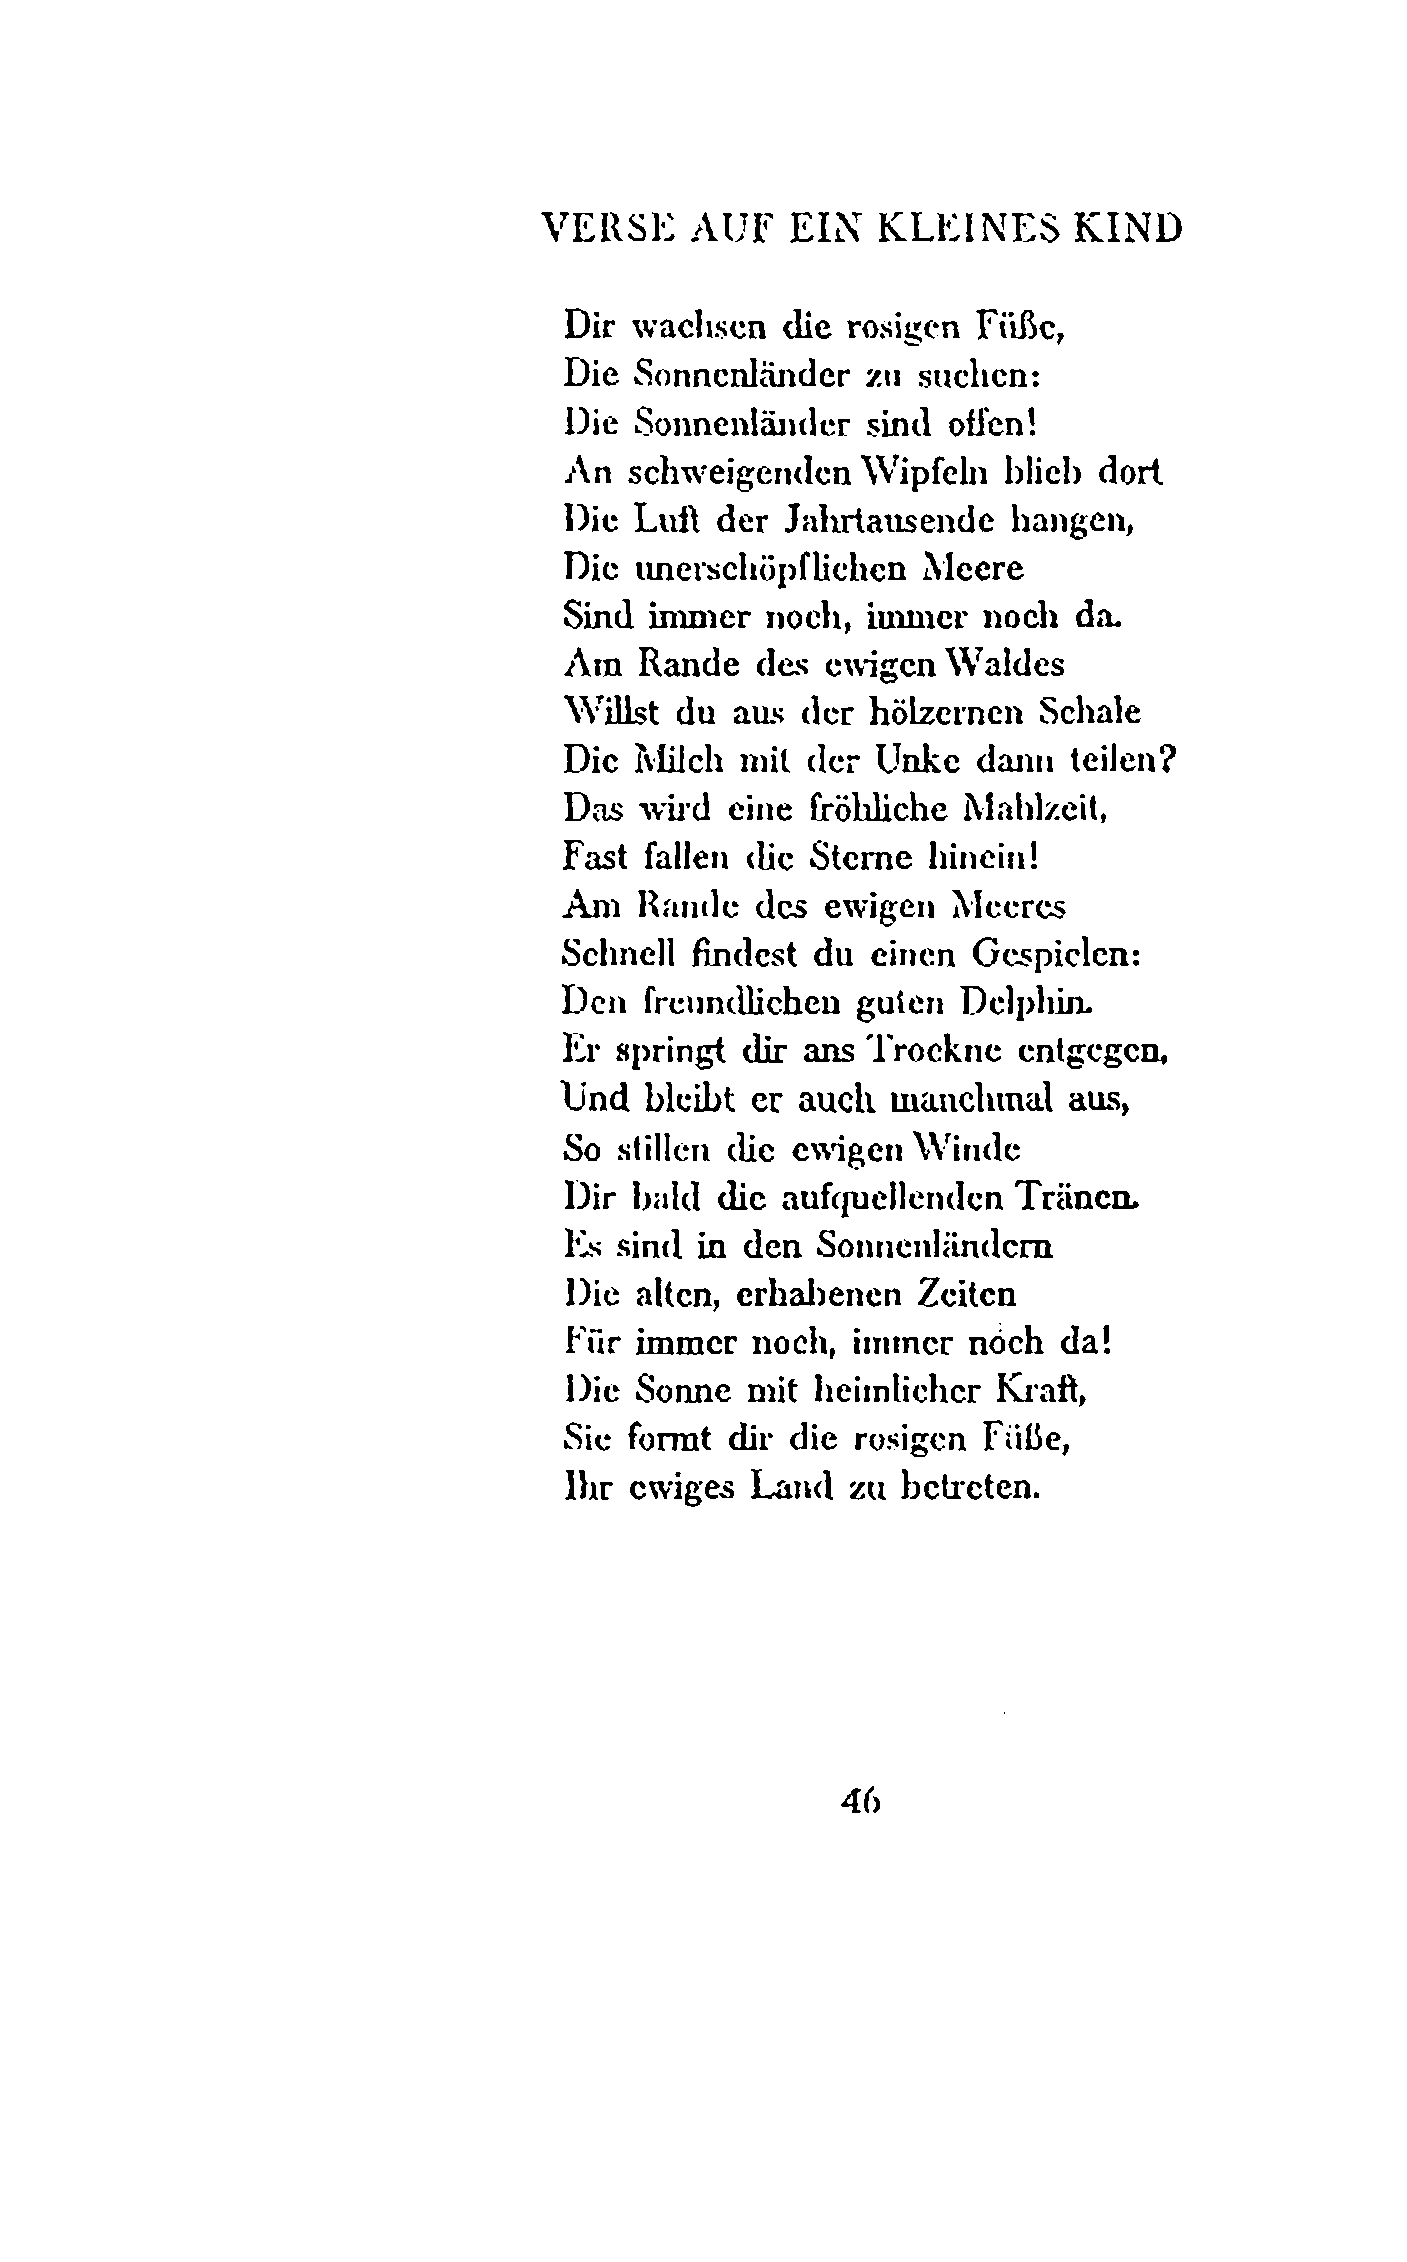 VERSE AUF EIN KLEINES KIND
Dir wachsen die rosigen Füße,
Die Sonnenländer zu suchen:
Die Sonnenländer sind offen!
An schweigenden Wipfeln blieb dort
Die Luft der Jahrtausende hangen,
Die unerschöpflichen Meere
Sind immer noch, immer noch da.
Am Rande des ewigen Waldes
Willst du aus der hölzernen Schale
Die Milch mit der Unke dann teilen?
Das wird eine fröhliche Mahlzeit,
Fast fallen die Sterne hinein!
Am Rande des ewigen Meeres
Schnell findest du einen Gespielen:
Den freundlichen guten Delphin.
Er springt dir ans Trockne entgegen,
Und bleibt er auch manchmal aus,
So stillen die ewigen Winde
Dir bald die aufquellenden Tränen.
Es sind in den Sonnenländern
Die alten, erhabenen Zeiten
Für immer noch, immer noch da!
Die Sonne mit heimlicher Kraft,
Sie formt dir die rosigen Füße,
Ihr ewiges Land zu betreten.
46